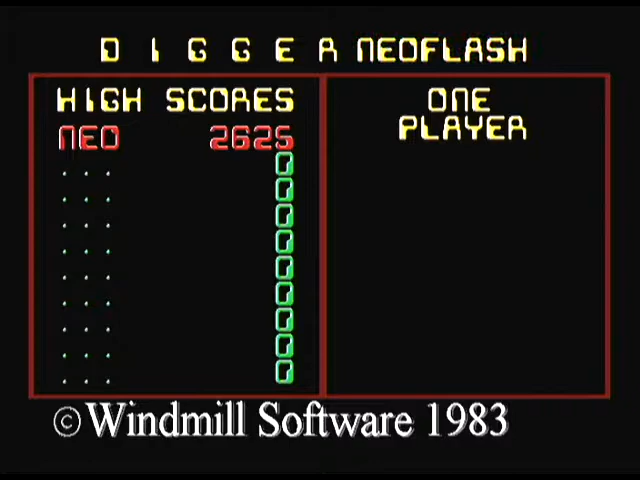 D I G G E R NEOFLASH
HIGH SCORES
NEO 2625
. . . 0
. . . 0
. . . 0
. . . 0
. . . 0
. . . 0
. . . 0
. . . 0
. . . 0
ONE
PLAYER
©Windmill Software 1983